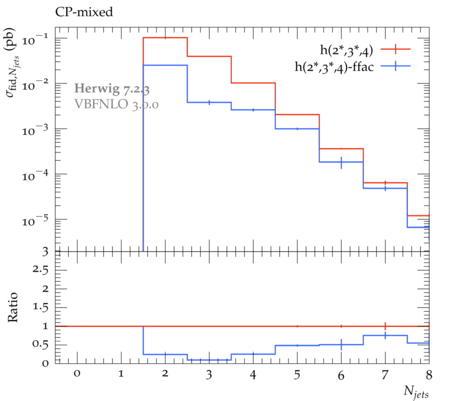 CP-mixed
σfid,Njets (pb)
h(2*,3*,4)
h(2*,3*,4)-ffac
Herwig 7.2.3
VBFNLO 3.0.0
10⁻¹
10⁻²
10⁻³
10⁻⁴
10⁻⁵
3
2.5
2
1.5
1
0.5
0
Ratio
0 1 2 3 4 5 6 7 8
Njets